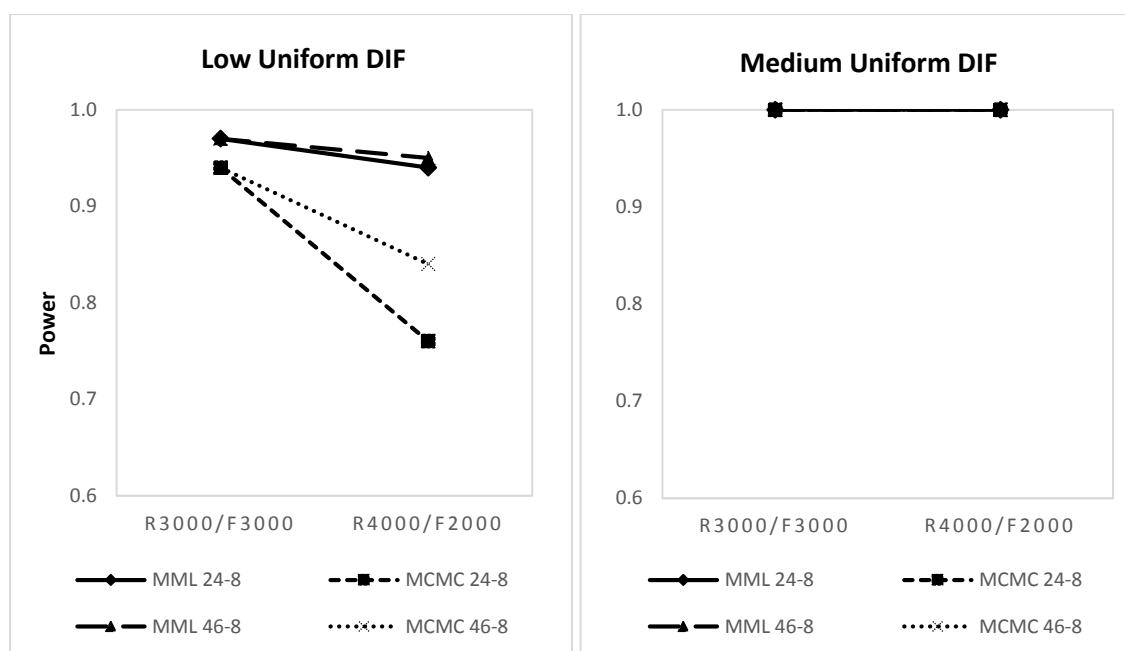 Low Uniform DIF
Power
1.0
0.9
0.8
0.7
0.6
R3000/F3000 R4000/F2000
MML 24-8 MCMC 24-8
MML 46-8 MCMC 46-8
Medium Uniform DIF
1.0
0.9
0.8
0.7
0.6
R3000/F3000 R4000/F2000
MML 24-8 MCMC 24-8
MML 46-8 MCMC 46-8